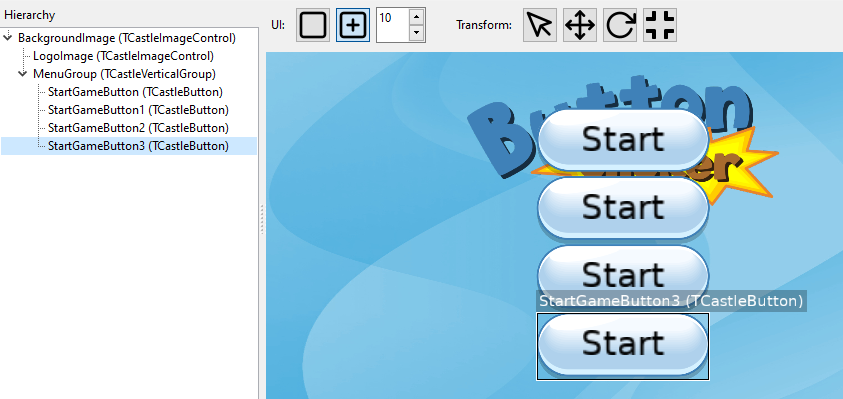 Hierarchy
BackgroundImage (TCastleImageControl)
LogoImage (TCastleImageControl)
MenuGroup (TCastleVerticalGroup)
StartGameButton (TCastleButton)
StartGameButton1 (TCastleButton)
StartGameButton2 (TCastleButton)
StartGameButton3 (TCastleButton)
UI: 10 Transform:
Button
Start
Start
Start
StartGameButton3 (TCastleButton)
Start